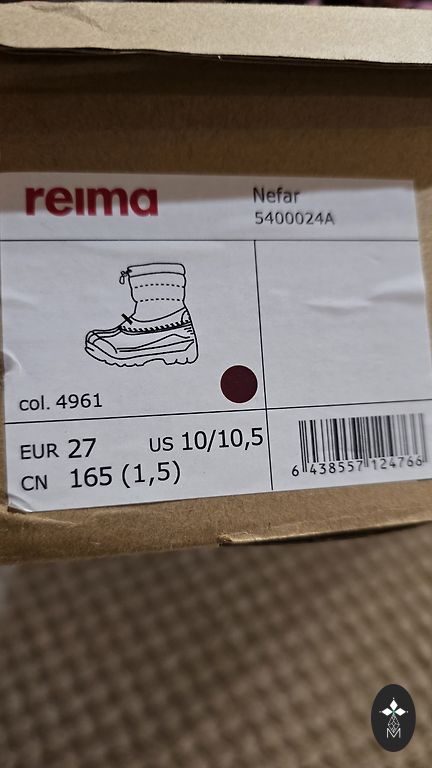 reima
Nefar
5400024A
col. 4961
EUR 27 US 10/10,5
CN 165 (1,5)
6 438557 124766
M